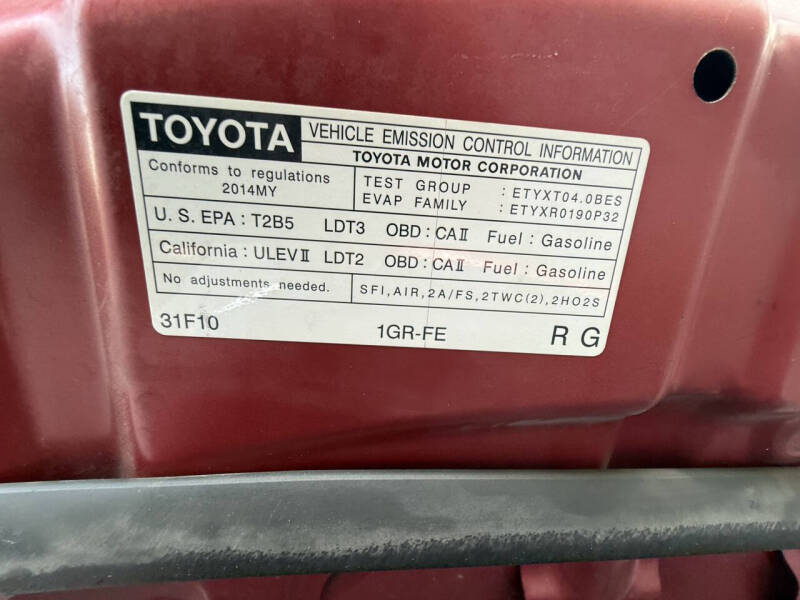 TOYOTA VEHICLE EMISSION CONTROL INFORMATION
TOYOTA MOTOR CORPORATION
Conforms to regulations
2014MY
TEST GROUP : ETYXT04.0BES
EVAP FAMILY : ETYXR0190P32
U. S. EPA : T2B5 LDT3 OBD : CAⅡ Fuel : Gasoline
California : ULEVⅡ LDT2 OBD : CAⅡ Fuel : Gasoline
No adjustments needed. SFI,AIR,2A/FS,2TWC(2),2HO2S
31F10 1GR-FE R G